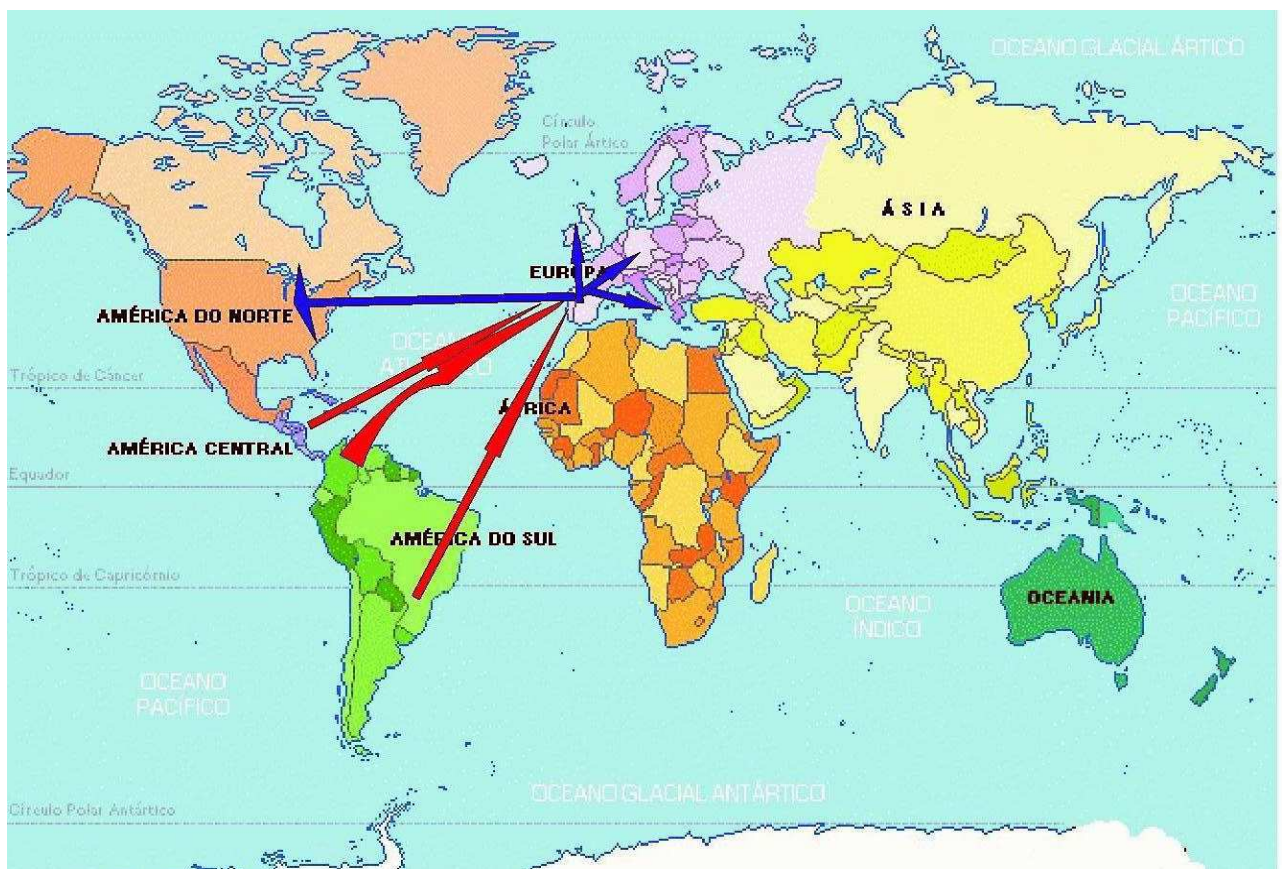 OCEANO GLACIAL ÁRTICO
Círculo
Polar Ártico
ÁSIA
EUROPA
OCEANO
PACÍFICO
AMÉRICA DO NORTE
OCEANO
Trópico de Câncer
ÁFRICA
AMÉRICA CENTRAL
Equador
AMÉRICA DO SUL
Trópico de Capricórnio
OCEANIA
OCEANO
ÍNDICO
OCEANO
PACÍFICO
OCEANO GLACIAL ANTÁRTICO
Círculo Polar Antártico